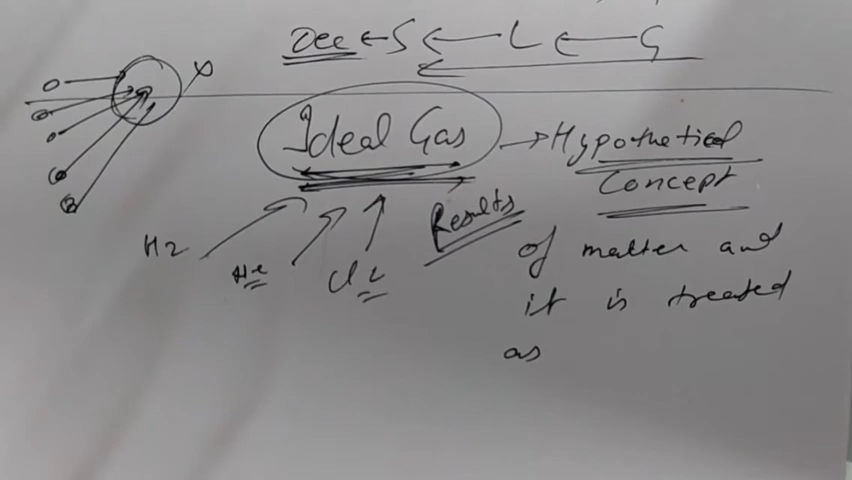 Dec ← S ← L ← G
Ideal Gas → Hypothetical
Concept
Results
H2
He
Cl2
of matter and
it is treated
as